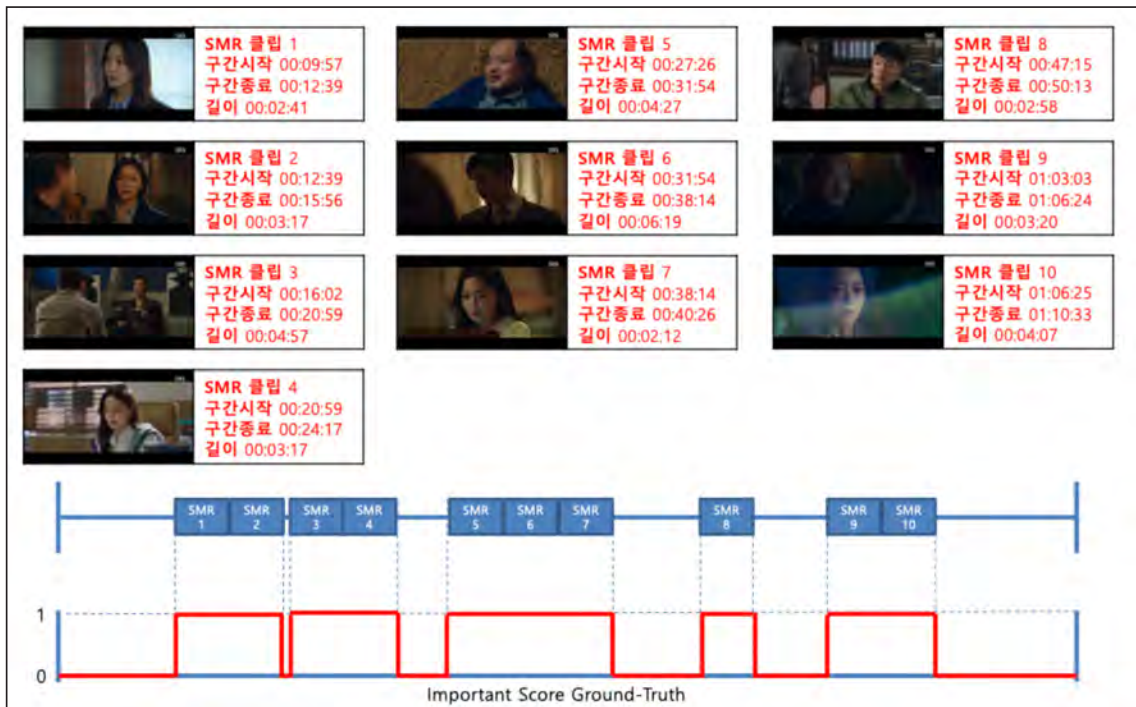 SMR 클립 1
구간시작 00:09:57
구간종료 00:12:39
길이 00:02:41
SMR 클립 2
구간시작 00:12:39
구간종료 00:15:56
길이 00:03:17
SMR 클립 3
구간시작 00:16:02
구간종료 00:20:59
길이 00:04:57
SMR 클립 4
구간시작 00:20:59
구간종료 00:24:17
길이 00:03:17
SMR 클립 5
구간시작 00:27:26
구간종료 00:31:54
길이 00:04:27
SMR 클립 6
구간시작 00:31:54
구간종료 00:38:14
길이 00:06:19
SMR 클립 7
구간시작 00:38:14
구간종료 00:40:26
길이 00:02:12
SMR 클립 8
구간시작 00:47:15
구간종료 00:50:13
길이 00:02:58
SMR 클립 9
구간시작 01:03:03
구간종료 01:06:24
길이 00:03:20
SMR 클립 10
구간시작 01:06:25
구간종료 01:10:33
길이 00:04:07
SMR
1
SMR
2
SMR
3
SMR
4
SMR
5
SMR
6
SMR
7
SMR
8
SMR
9
SMR
10
1
0
Important Score Ground-Truth